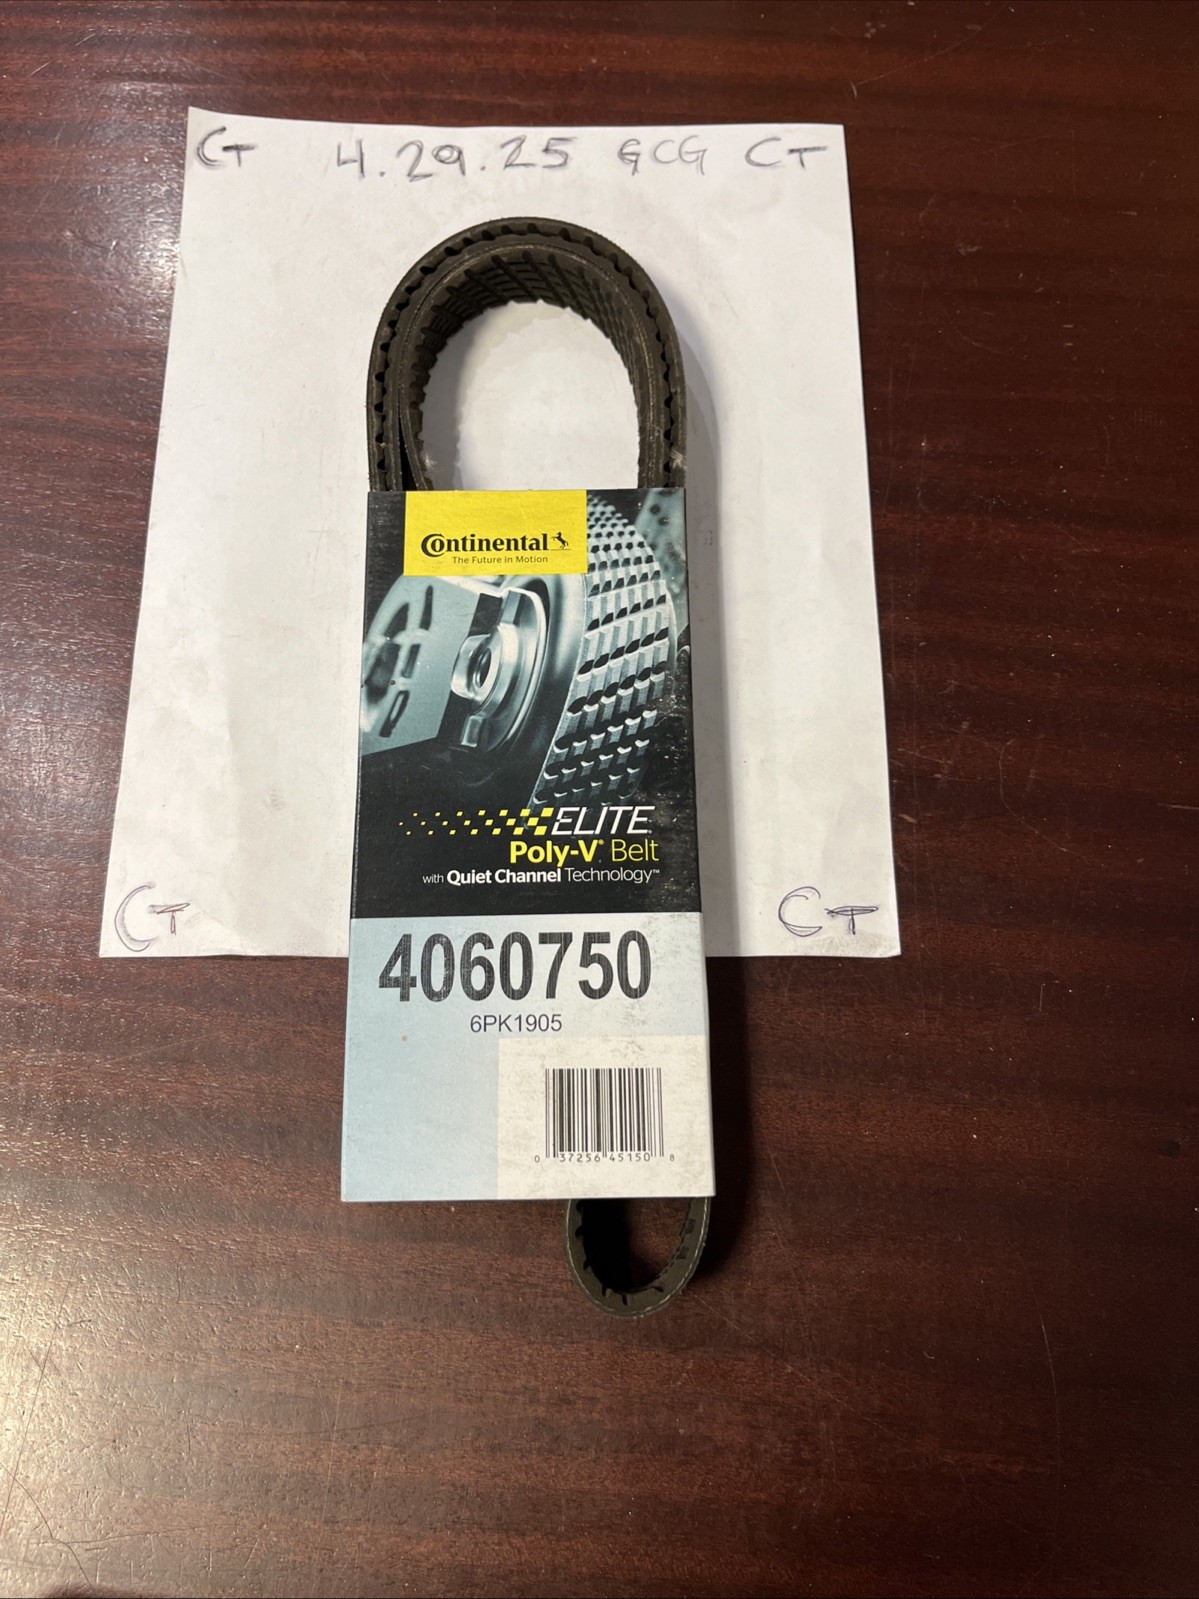 CT 4.29.25 GCG CT
Continental
The Future in Motion
ELITE
Poly-V® Belt
with Quiet Channel Technology™
4060750
6PK1905
0 37256 45150 8
CT CT